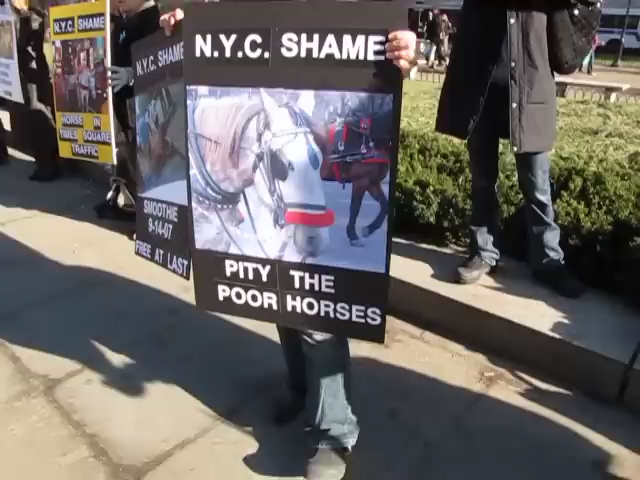 N.Y.C. SHAME
HORSE IN
TIMES SQUARE
TRAFFIC
N.Y.C. SHAME
SMOOTHIE
9-14-07
FREE AT LAST
N.Y.C. SHAME
PITY THE
POOR HORSES